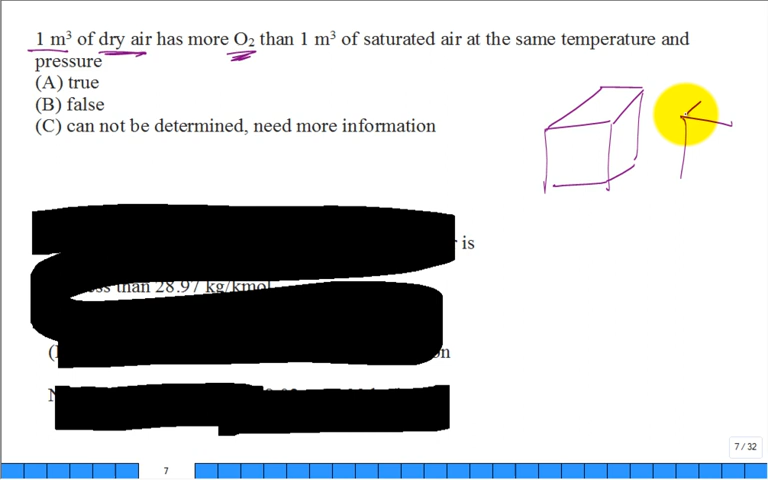 1 m³ of dry air has more O₂ than 1 m³ of saturated air at the same temperature and
pressure
(A) true
(B) false
(C) can not be determined, need more information
is
than 28.97 kg/kmol
7 / 32
7